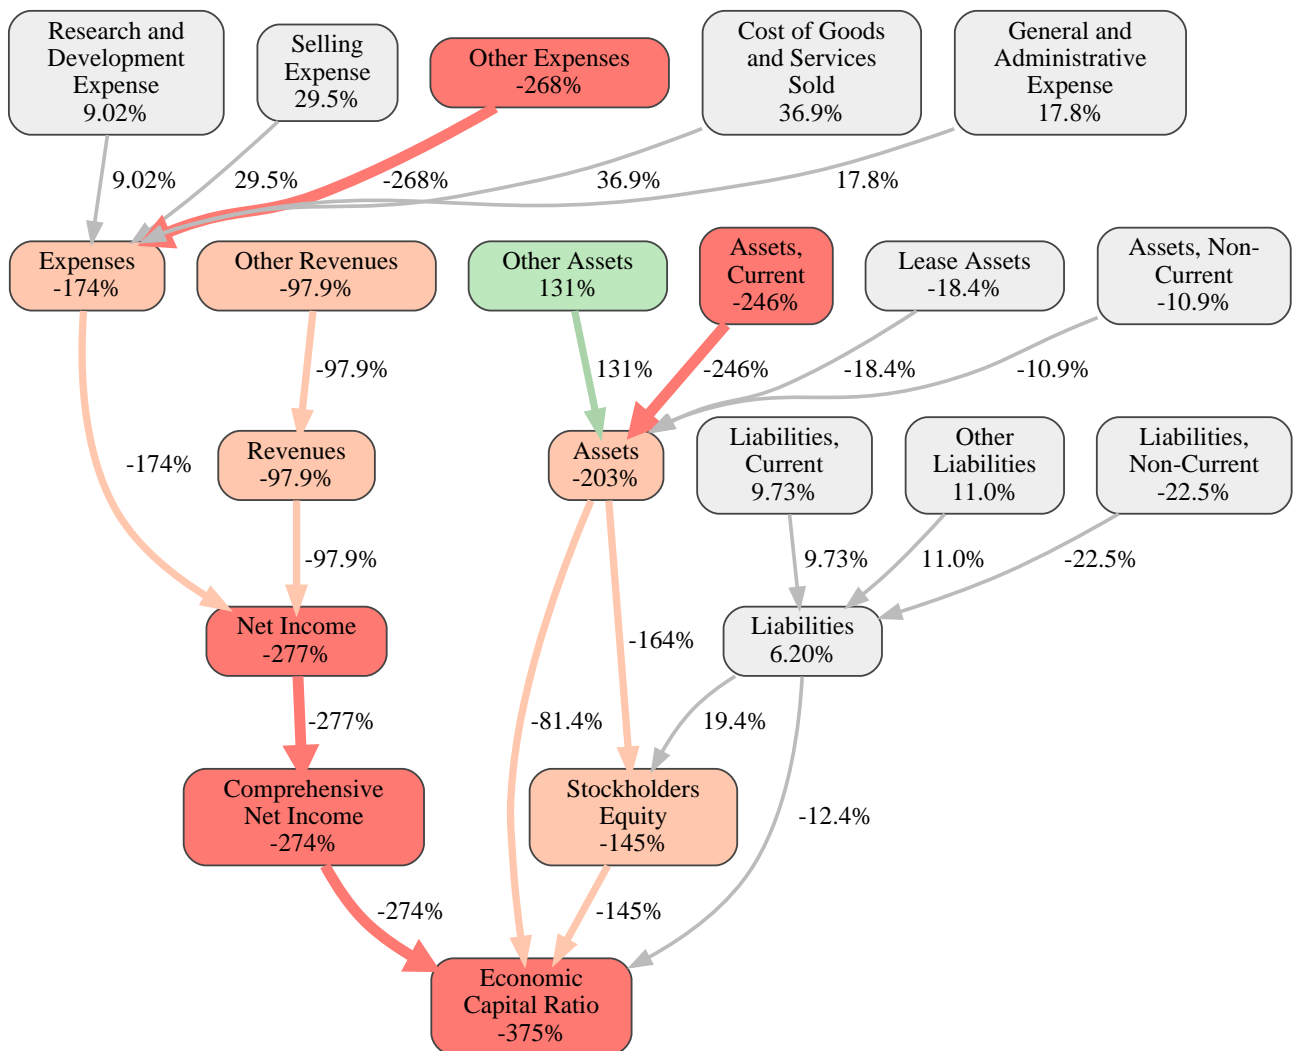 Research and
Development
Expense
9.02%
Selling
Expense
29.5%
Other Expenses
-268%
Cost of Goods
and Services
Sold
36.9%
General and
Administrative
Expense
17.8%
9.02%
29.5%
-268%
36.9%
17.8%
Expenses
-174%
Other Revenues
-97.9%
Other Assets
131%
Assets,
Current
-246%
Lease Assets
-18.4%
Assets, Non-
Current
-10.9%
-97.9%
131%
-246%
-18.4%
-10.9%
-174%
Revenues
-97.9%
Assets
-203%
Liabilities,
Current
9.73%
Other
Liabilities
11.0%
Liabilities,
Non-Current
-22.5%
-97.9%
9.73%
11.0%
-22.5%
Net Income
-277%
-164%
Liabilities
6.20%
-277%
-81.4%
19.4%
Comprehensive
Net Income
-274%
Stockholders
Equity
-145%
-12.4%
-274%
-145%
Economic
Capital Ratio
-375%